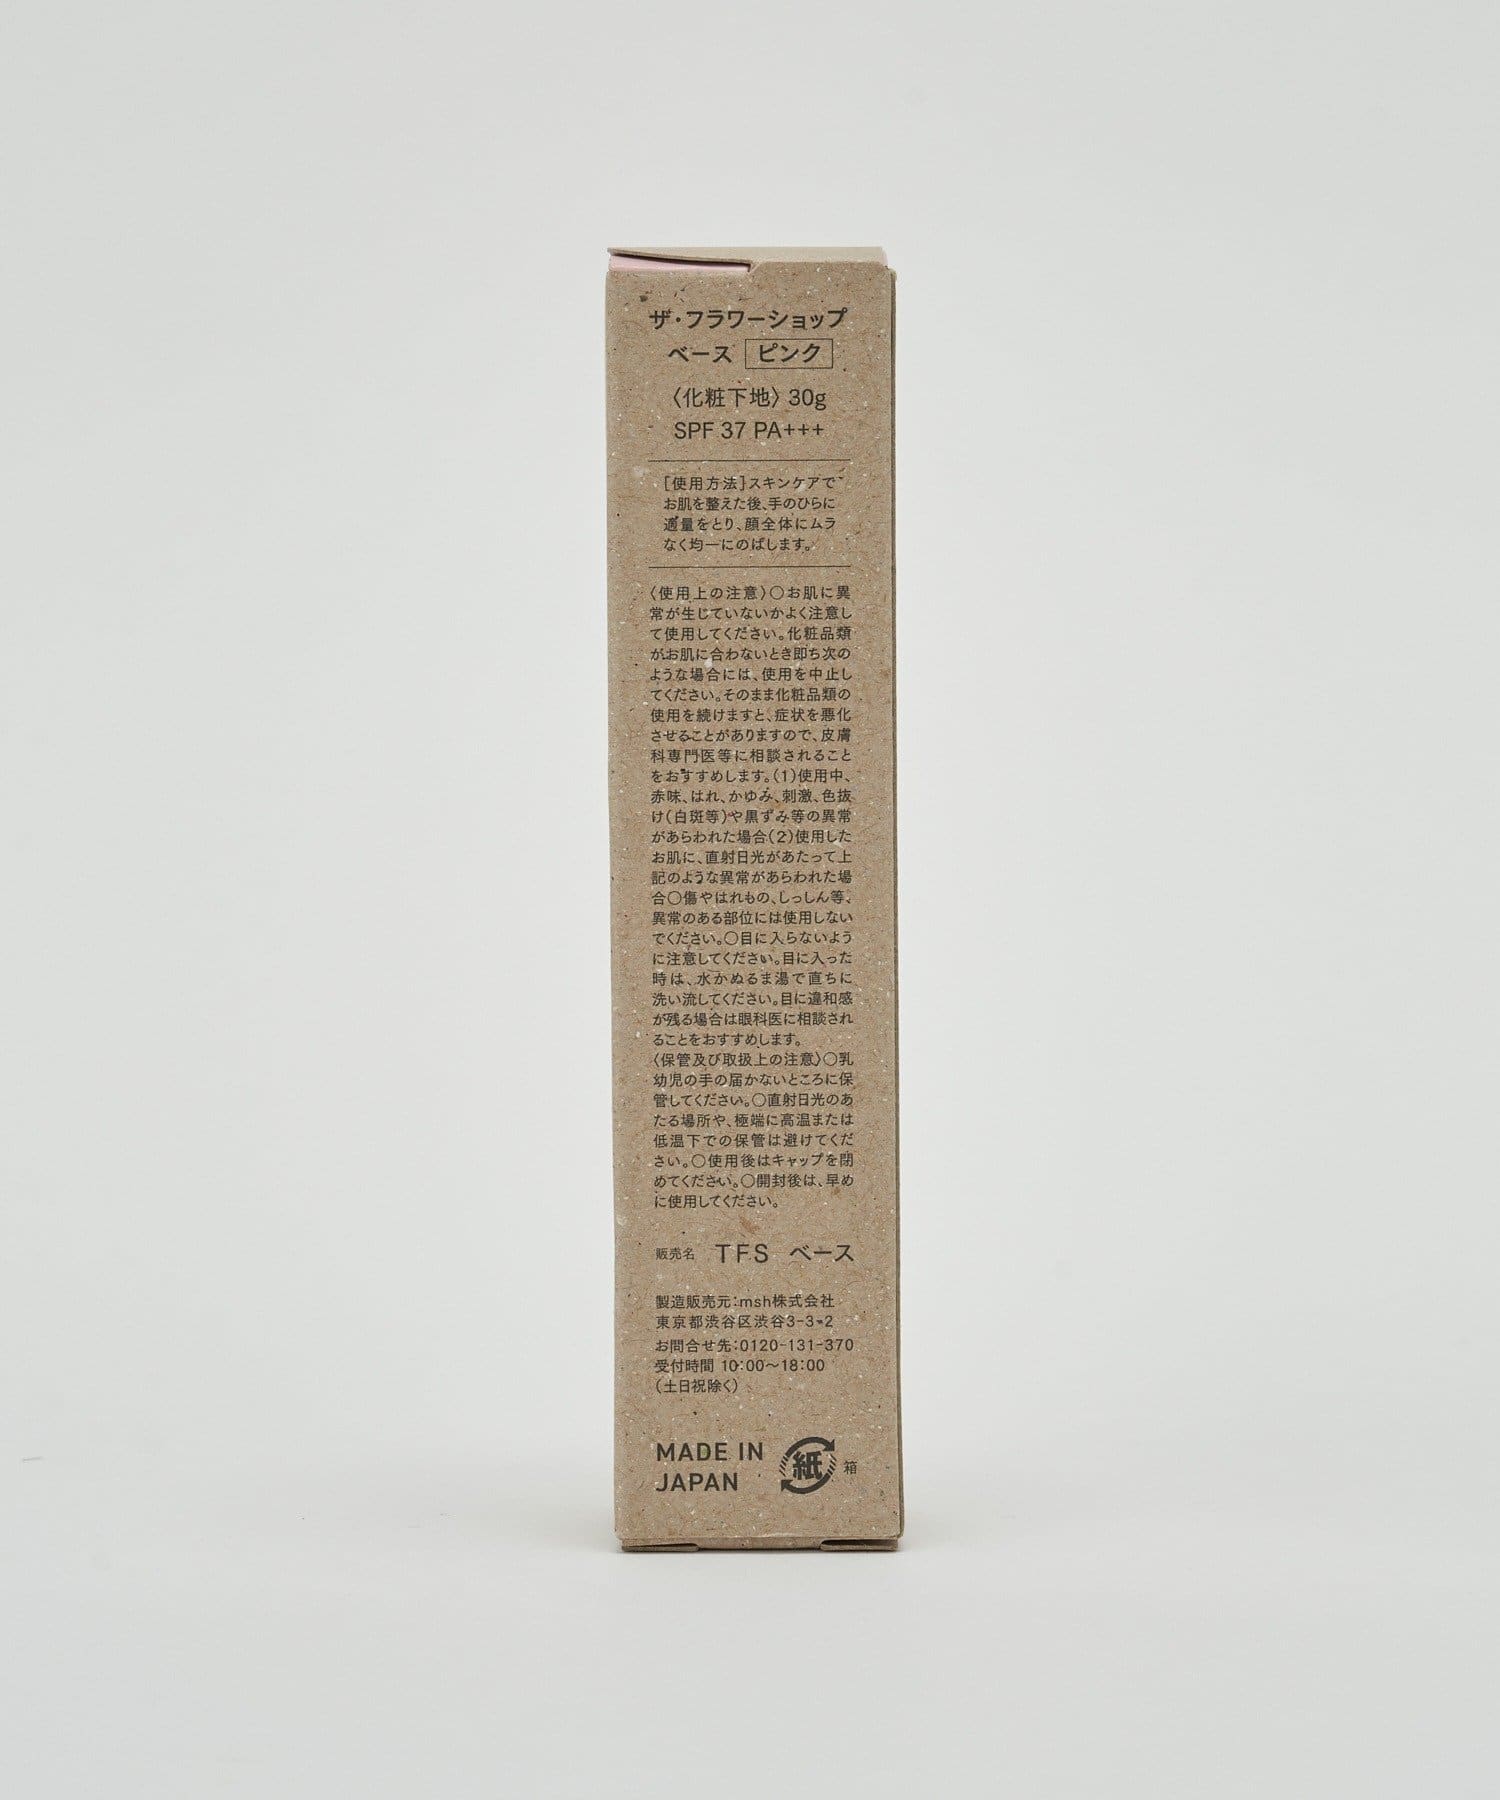 ザ・フラワーショップ
ベース ピンク
〈化粧下地〉30g
SPF 37 PA+++
[使用方法]スキンケアで
お肌を整えた後、手のひらに
適量をとり、顔全体にムラ
なく均一にのばします。
〈使用上の注意〉○お肌に異
常が生じていないかよく注意し
て使用してください。化粧品類
がお肌に合わないとき即ち次の
ような場合には、使用を中止し
てください。そのまま化粧品類の
使用を続けますと、症状を悪化
させることがありますので、皮膚
科専門医等に相談されること
をおすすめします。(1)使用中、
赤味、はれ、かゆみ、刺激、色抜
け(白斑等)や黒ずみ等の異常
があらわれた場合(2)使用した
お肌に、直射日光があたって上
記のような異常があらわれた場
合○傷やはれもの、しっしん等、
異常のある部位には使用しない
でください。○目に入らないよう
に注意してください。目に入った
時は、水かぬるま湯で直ちに
洗い流してください。目に違和感
が残る場合は眼科医に相談され
ることをおすすめします。
〈保管及び取扱上の注意〉○乳
幼児の手の届かないところに保
管してください。○直射日光のあ
たる場所や、極端に高温または
低温下での保管は避けてくだ
さい。○使用後はキャップを閉
めてください。○開封後は、早め
に使用してください。
販売名 TFS ベース
製造販売元:msh株式会社
東京都渋谷区渋谷3-3-2
お問合せ先:0120-131-370
受付時間 10:00〜18:00
(土日祝除く)
MADE IN
JAPAN
紙 箱